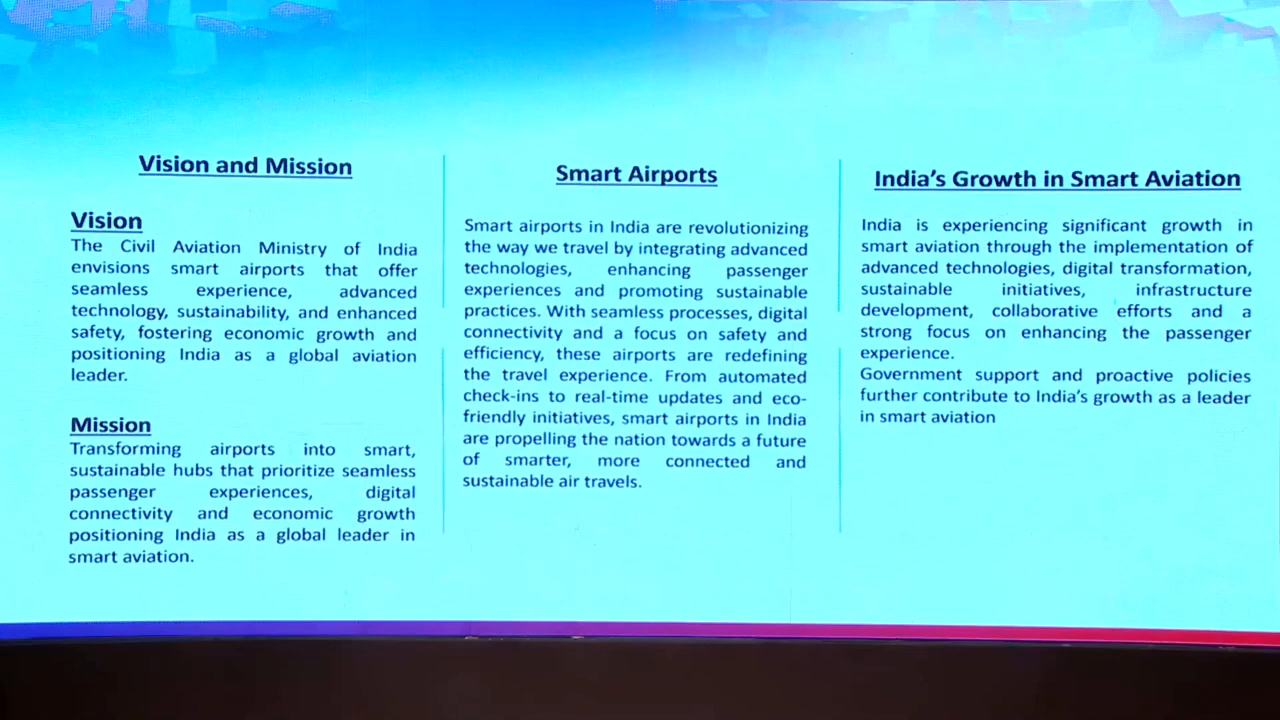 Vision and Mission
Vision
The Civil Aviation Ministry of India
envisions smart airports that offer
seamless experience, advanced
technology, sustainability, and enhanced
safety, fostering economic growth and
positioning India as a global aviation
leader.
Mission
Transforming airports into smart,
sustainable hubs that prioritize seamless
passenger experiences, digital
connectivity and economic growth
positioning India as a global leader in
smart aviation.
Smart Airports
Smart airports in India are revolutionizing
the way we travel by integrating advanced
technologies, enhancing passenger
experiences and promoting sustainable
practices. With seamless processes, digital
connectivity and a focus on safety and
efficiency, these airports are redefining
the travel experience. From automated
check-ins to real-time updates and eco-
friendly initiatives, smart airports in India
are propelling the nation towards a future
of smarter, more connected and
sustainable air travels.
India's Growth in Smart Aviation
India is experiencing significant growth in
smart aviation through the implementation of
advanced technologies, digital transformation,
sustainable initiatives, infrastructure
development, collaborative efforts and a
strong focus on enhancing the passenger
experience.
Government support and proactive policies
further contribute to India's growth as a leader
in smart aviation